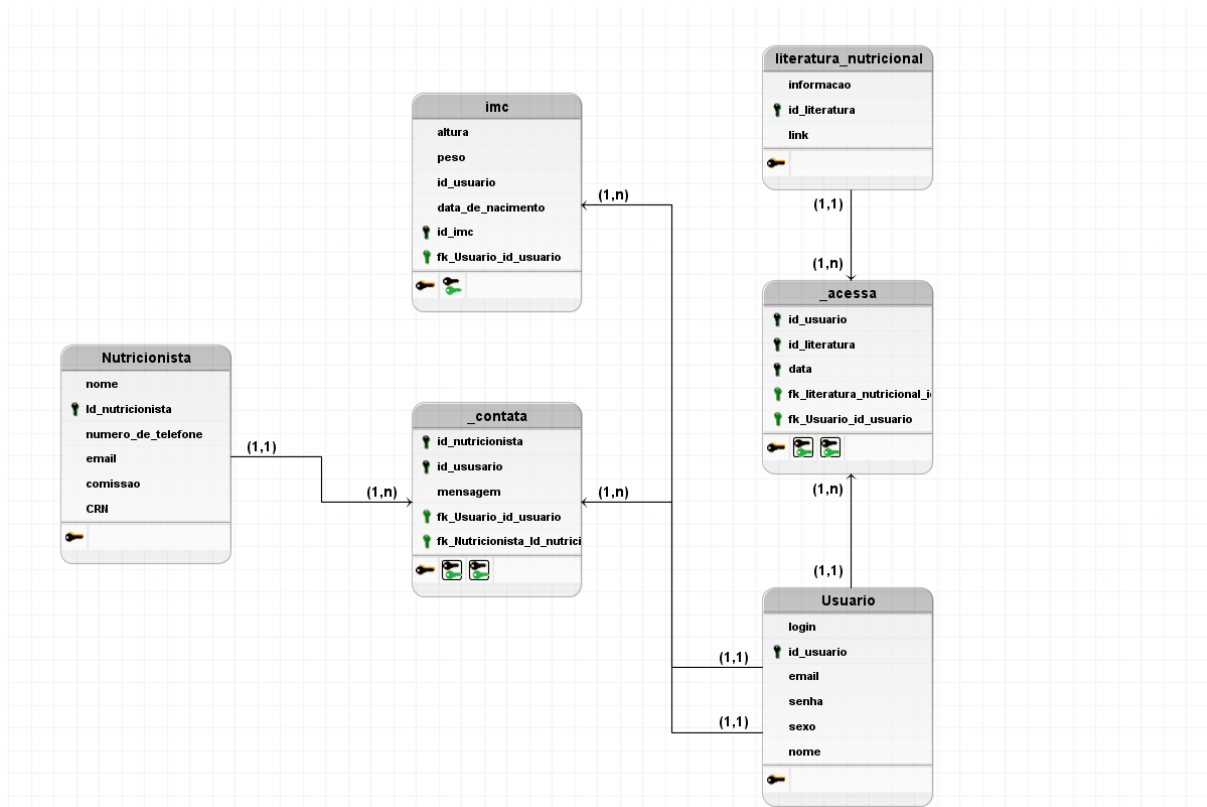 literatura_nutricional
informacao
id_literatura
link
imc
altura
peso
id_usuario
data_de_nacimento
id_imc
fk_Usuario_id_usuario
(1,n)
(1,1)
(1,n)
_acessa
id_usuario
id_literatura
data
fk_literatura_nutricional_i
fk_Usuario_id_usuario
Nutricionista
nome
Id_nutricionista
numero_de_telefone
email
comissao
CRN
(1,1)
(1,n)
_contata
id_nutricionista
id_ususario
mensagem
fk_Usuario_id_usuario
fk_Nutricionista_Id_nutrici
(1,n)
(1,n)
(1,1)
Usuario
login
id_usuario
email
senha
sexo
nome
(1,1)
(1,1)